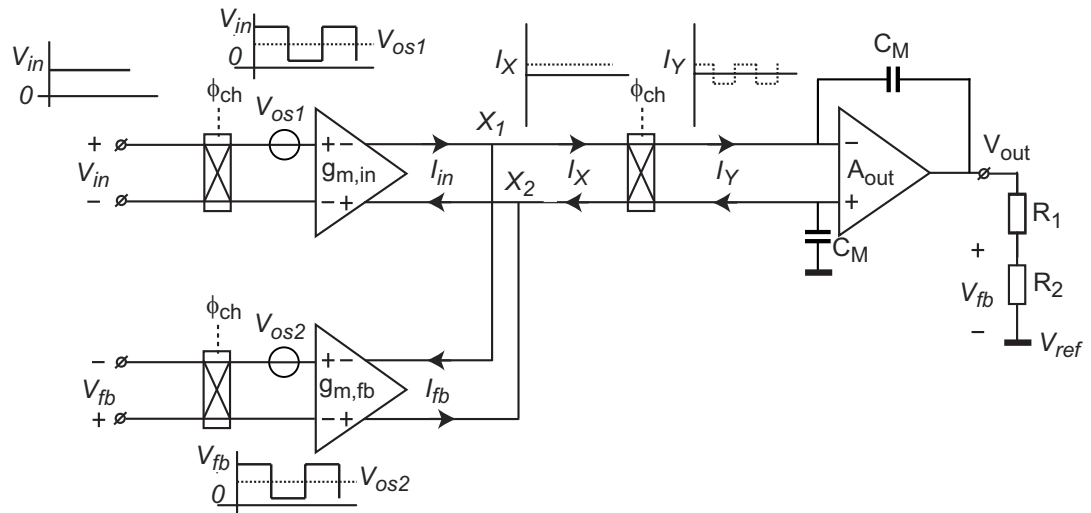 V_in
0
V_in
0
V_os1
I_X
I_Y
C_M
ϕ_ch
V_os1
ϕ_ch
+
V_in
−
+ −
g_m,in
− +
I_in
X_1
X_2
I_X
I_Y
−
A_out
+
V_out
C_M
R_1
+
V_fb
−
R_2
V_ref
ϕ_ch
V_os2
−
V_fb
+
+ −
g_m,fb
− +
I_fb
V_fb
0
V_os2